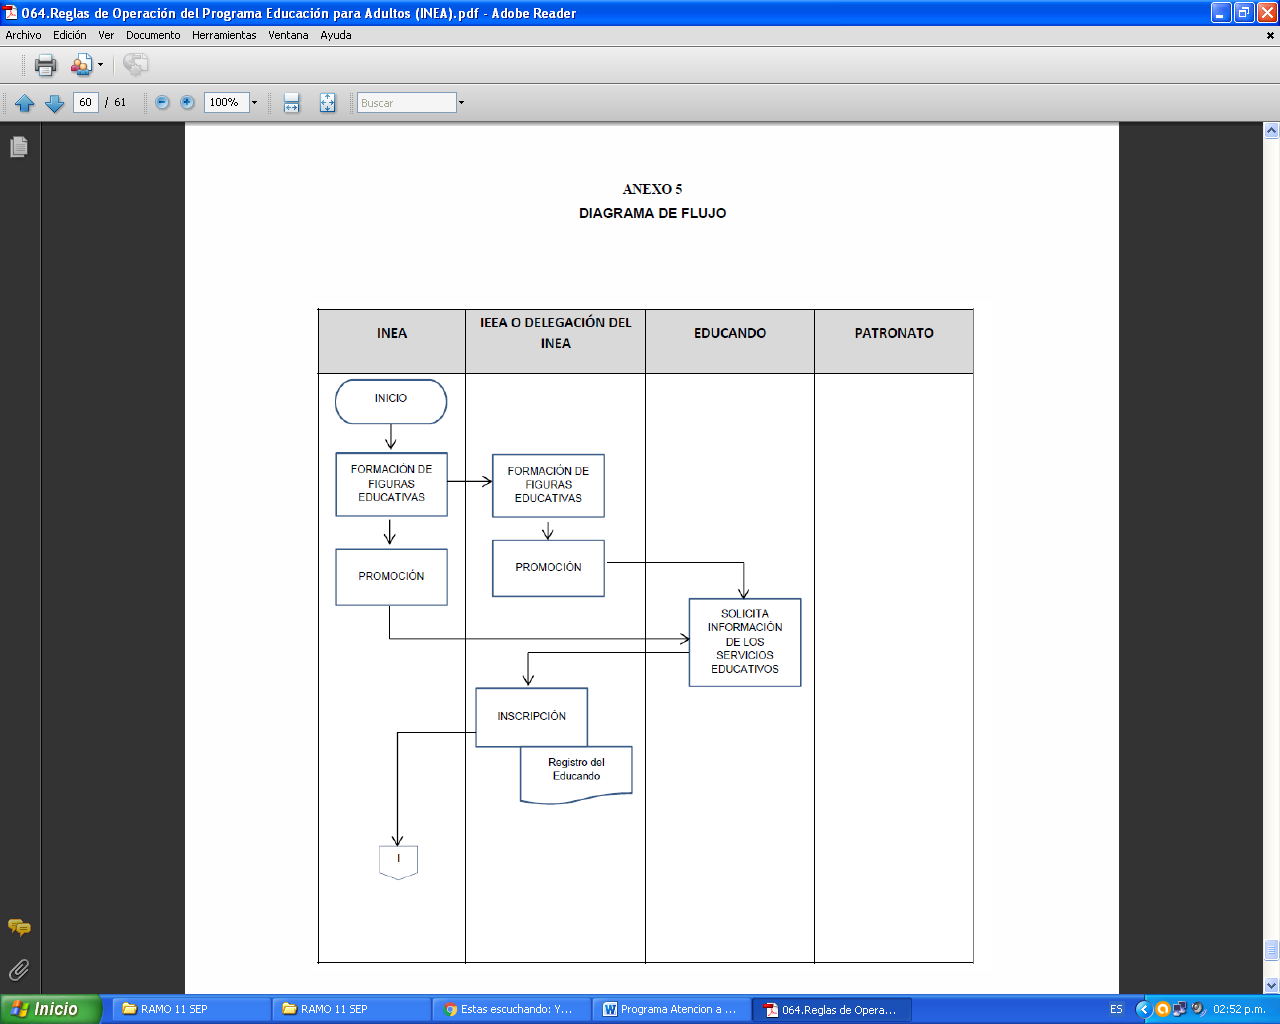 064.Reglas de Operación del Programa Educación para Adultos (INEA).pdf - Adobe Reader
Archivo Edición Ver Documento Herramientas Ventana Ayuda
60 / 61 100% Buscar
ANEXO 5
DIAGRAMA DE FLUJO
INEA
IEEA O DELEGACIÓN DEL
INEA
EDUCANDO
PATRONATO
INICIO
FORMACIÓN DE
FIGURAS
EDUCATIVAS
FORMACIÓN DE
FIGURAS
EDUCATIVAS
PROMOCIÓN
PROMOCIÓN
SOLICITA
INFORMACIÓN
DE LOS
SERVICIOS
EDUCATIVOS
INSCRIPCIÓN
Registro del
Educando
I
Inicio
RAMO 11 SEP
RAMO 11 SEP
Estas escuchando: Y...
Programa Atencion a ...
064.Reglas de Opera...
ES
02:52 p.m.